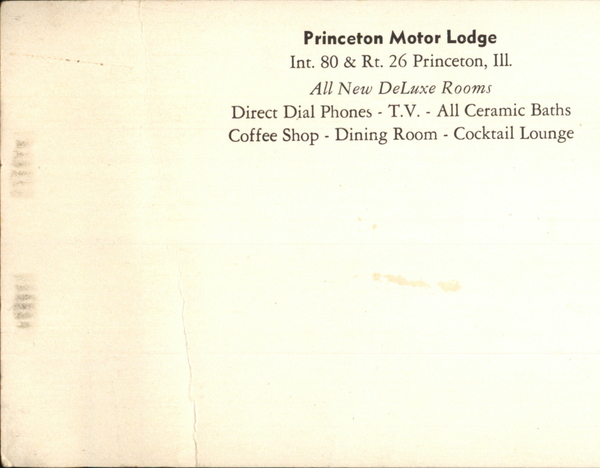 Princeton Motor Lodge
Int. 80 & Rt. 26 Princeton, Ill.
All New DeLuxe Rooms
Direct Dial Phones - T.V. - All Ceramic Baths
Coffee Shop - Dining Room - Cocktail Lounge